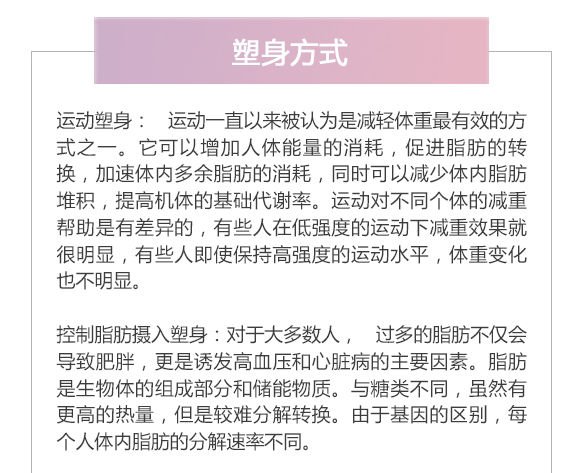 塑身方式
运动塑身： 运动一直以来被认为是减轻体重最有效的方
式之一。它可以增加人体能量的消耗，促进脂肪的转
换，加速体内多余脂肪的消耗，同时可以减少体内脂肪
堆积，提高机体的基础代谢率。运动对不同个体的减重
帮助是有差异的，有些人在低强度的运动下减重效果就
很明显，有些人即使保持高强度的运动水平，体重变化
也不明显。
控制脂肪摄入塑身：对于大多数人， 过多的脂肪不仅会
导致肥胖，更是诱发高血压和心脏病的主要因素。脂肪
是生物体的组成部分和储能物质。与糖类不同，虽然有
更高的热量，但是较难分解转换。由于基因的区别，每
个人体内脂肪的分解速率不同。